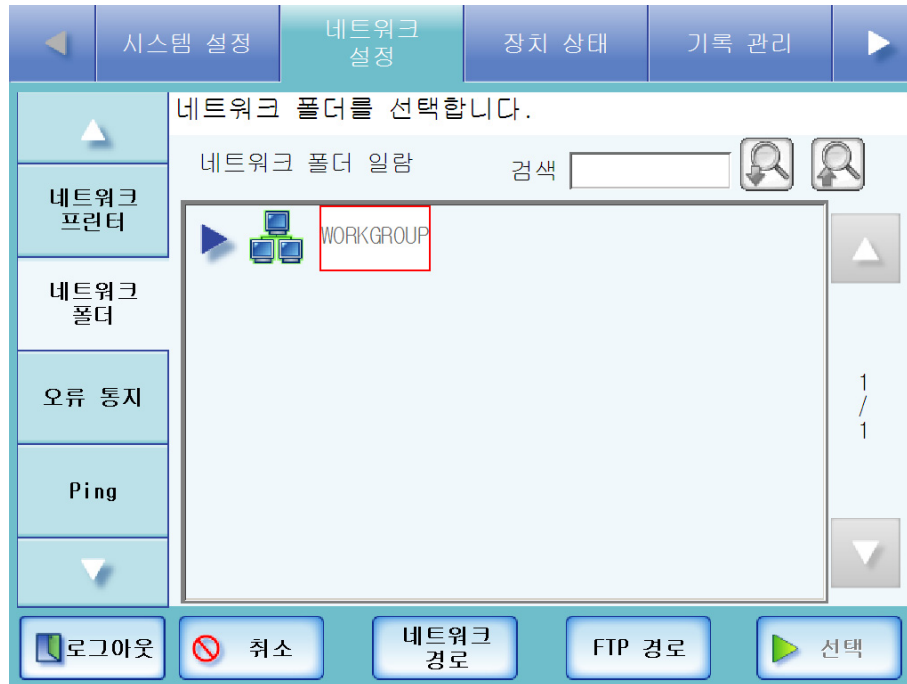 시스템 설정
네트워크
설정
장치 상태
기록 관리
네트워크 폴더를 선택합니다.
네트워크 폴더 일람
검색
네트워크
프린터
네트워크
폴더
오류 통지
Ping
WORKGROUP
1
/
1
로그아웃
취소
네트워크
경로
FTP 경로
선택